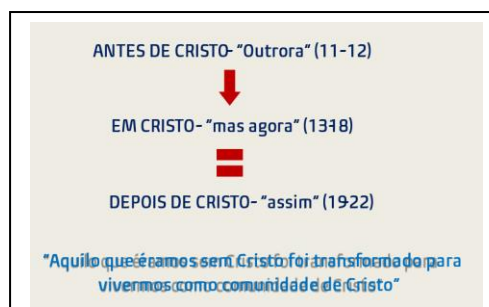 ANTES DE CRISTO- "Outrora" (11-12)
EM CRISTO- "mas agora" (13-18)
DEPOIS DE CRISTO- "assim" (19-22)
"Aquilo que éramos sem Cristo foi transformado para
vivermos como comunidade de Cristo"